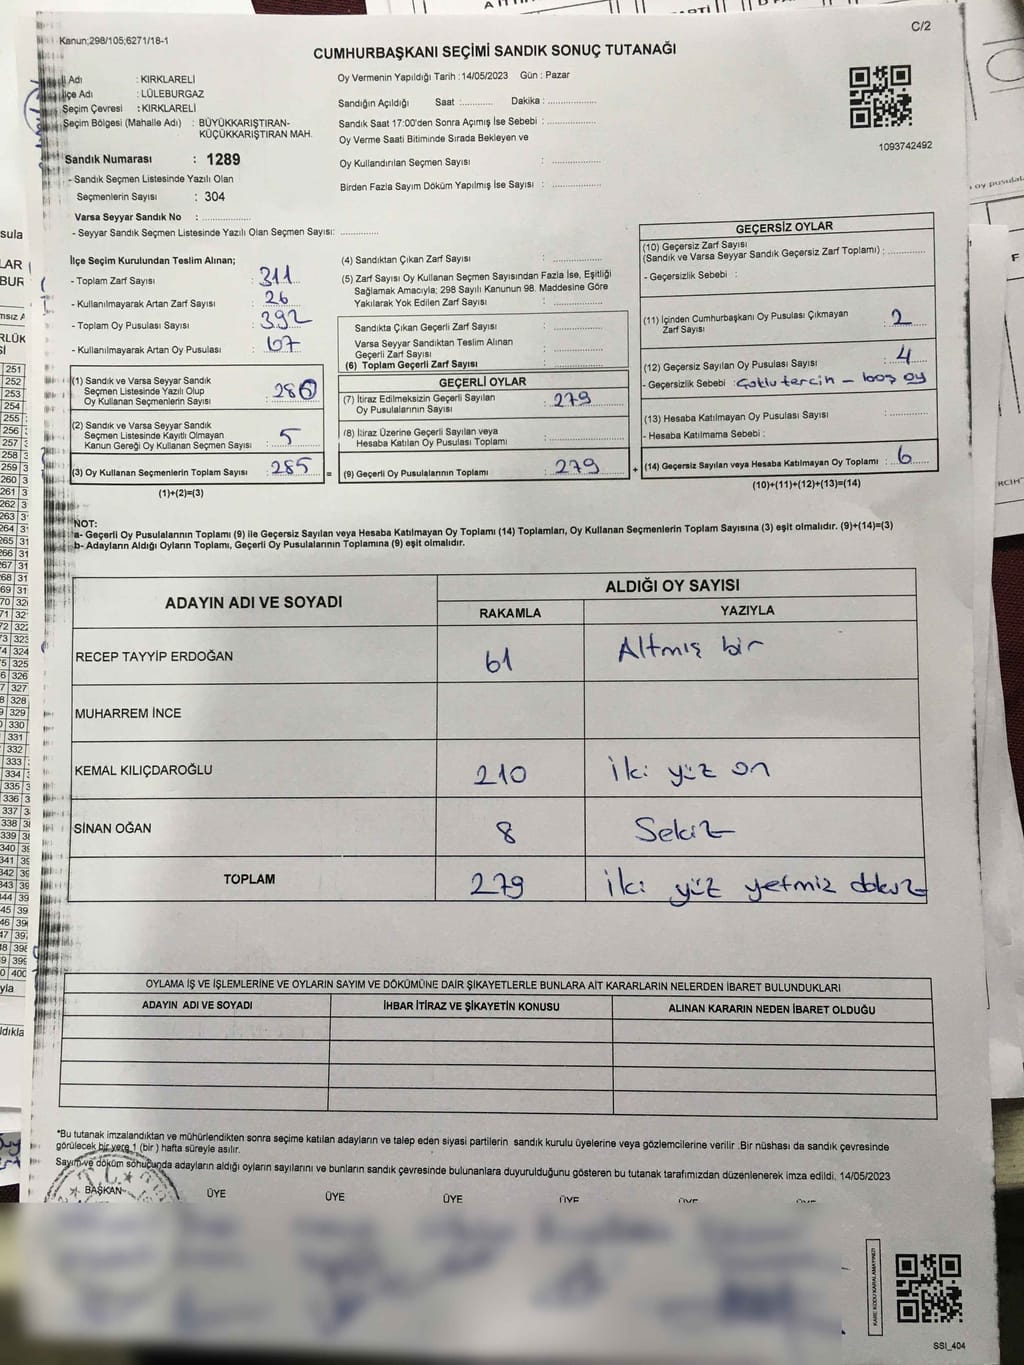 Kanun;298/105;6271/18-1
C/2
CUMHURBAŞKANI SEÇİMİ SANDIK SONUÇ TUTANAĞI
İli Adı : KIRKLARELİ
İlçe Adı : LÜLEBURGAZ
Seçim Çevresi : KIRKLARELİ
Seçim Bölgesi (Mahalle Adı) : BÜYÜKKARIŞTIRAN-
KÜÇÜKKARIŞTIRAN MAH.
Sandık Numarası : 1289
- Sandık Seçmen Listesinde Yazılı Olan
Seçmenlerin Sayısı : 304
Varsa Seyyar Sandık No : ..................
- Seyyar Sandık Seçmen Listesinde Yazılı Olan Seçmen Sayısı: ..............
Oy Vermenin Yapıldığı Tarih : 14/05/2023 Gün : Pazar
Sandığın Açıldığı Saat :........... Dakika : .................
Sandık Saat 17:00'den Sonra Açımış İse Sebebi : .................
Oy Verme Saati Bitiminde Sırada Bekleyen ve
Oy Kullandırılan Seçmen Sayısı : .................
Birden Fazla Sayım Döküm Yapılmış İse Sayısı : .................
1093742492
İlçe Seçim Kurulundan Teslim Alınan;
- Toplam Zarf Sayısı : 311
- Kullanılmayarak Artan Zarf Sayısı : 26
- Toplam Oy Pusulası Sayısı : 392
- Kullanılmayarak Artan Oy Pusulası : 107
(1) Sandık ve Varsa Seyyar Sandık
Seçmen Listesinde Yazılı Olup
Oy Kullanan Seçmenlerin Sayısı : 280
(2) Sandık ve Varsa Seyyar Sandık
Seçmen Listesinde Kayıtlı Olmayan
Kanun Gereği Oy Kullanan Seçmen Sayısı : 5
(3) Oy Kullanan Seçmenlerin Toplam Sayısı : 285 =
(1)+(2)=(3)
(4) Sandıktan Çıkan Zarf Sayısı : .................
(5) Zarf Sayısı Oy Kullanan Seçmen Sayısından Fazla İse, Eşitliği
Sağlamak Amacıyla; 298 Sayılı Kanunun 98. Maddesine Göre
Yakılarak Yok Edilen Zarf Sayısı : .................
Sandıkta Çıkan Geçerli Zarf Sayısı : .................
Varsa Seyyar Sandıktan Teslim Alınan
Geçerli Zarf Sayısı : .................
(6) Toplam Geçerli Zarf Sayısı : .................
GEÇERLİ OYLAR
(7) İtiraz Edilmeksizin Geçerli Sayılan
Oy Pusulalarının Sayısı : 279
(8) İtiraz Üzerine Geçerli Sayılan veya
Hesaba Katılan Oy Pusulası Toplamı : .................
(9) Geçerli Oy Pusulalarının Toplamı : 279 +
GEÇERSİZ OYLAR
(10) Geçersiz Zarf Sayısı
(Sandık ve Varsa Seyyar Sandık Geçersiz Zarf Toplamı) : .............
- Geçersizlik Sebebi :
(11) İçinden Cumhurbaşkanı Oy Pusulası Çıkmayan
Zarf Sayısı : 2
(12) Geçersiz Sayılan Oy Pusulası Sayısı : 4
- Geçersizlik Sebebi : Çoklu tercih - boş oy
(13) Hesaba Katılmayan Oy Pusulası Sayısı : .............
- Hesaba Katılmama Sebebi :
(14) Geçersiz Sayılan veya Hesaba Katılmayan Oy Toplamı : 6
(10)+(11)+(12)+(13)=(14)
NOT:
a- Geçerli Oy Pusulalarının Toplamı (9) ile Geçersiz Sayılan veya Hesaba Katılmayan Oy Toplamı (14) Toplamları, Oy Kullanan Seçmenlerin Toplam Sayısına (3) eşit olmalıdır. (9)+(14)=(3)
b- Adayların Aldığı Oyların Toplamı, Geçerli Oy Pusulalarının Toplamına (9) eşit olmalıdır.
ADAYIN ADI VE SOYADI
ALDIĞI OY SAYISI
RAKAMLA YAZIYLA
RECEP TAYYİP ERDOĞAN 61 Altmış bir
MUHARREM İNCE
KEMAL KILIÇDAROĞLU 210 İki yüz on
SİNAN OĞAN 8 Sekiz
TOPLAM 279 İki yüz yetmiz dokuz
OYLAMA İŞ VE İŞLEMLERİNE VE OYLARIN SAYIM VE DÖKÜMÜNE DAİR ŞİKAYETLERLE BUNLARA AİT KARARLARIN NELERDEN İBARET BULUNDUKLARI
ADAYIN ADI VE SOYADI İHBAR İTİRAZ VE ŞİKAYETİN KONUSU ALINAN KARARIN NEDEN İBARET OLDUĞU
*Bu tutanak imzalandıktan ve mühürlendikten sonra seçime katılan adayların ve talep eden siyasi partilerin sandık kurulu üyelerine veya gözlemcilerine verilir .Bir nüshası da sandık çevresinde
görülecek bir yere 1 (bir ) hafta süreyle asılır.
Sayım ve döküm sonucunda adayların aldığı oyların sayılarını ve bunların sandık çevresinde bulunanlara duyurulduğunu gösteren bu tutanak tarafımızdan düzenlenerek imza edildi. 14/05/2023
BAŞKAN ÜYE ÜYE ÜYE ÜYE ÜYE ÜYE
KARE KODU KARALAMAYINIZ!
SSI_404